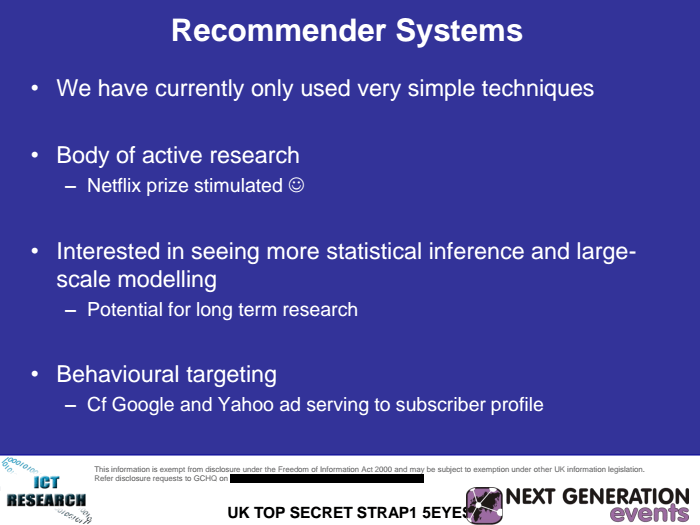 Recommender Systems
• We have currently only used very simple techniques
• Body of active research
– Netflix prize stimulated ☺
• Interested in seeing more statistical inference and large-
scale modelling
– Potential for long term research
• Behavioural targeting
– Cf Google and Yahoo ad serving to subscriber profile
ICT
RESEARCH
This information is exempt from disclosure under the Freedom of Information Act 2000 and may be subject to exemption under other UK information legislation.
Refer disclosure requests to GCHQ on
UK TOP SECRET STRAP1 5EYES
NEXT GENERATION
events